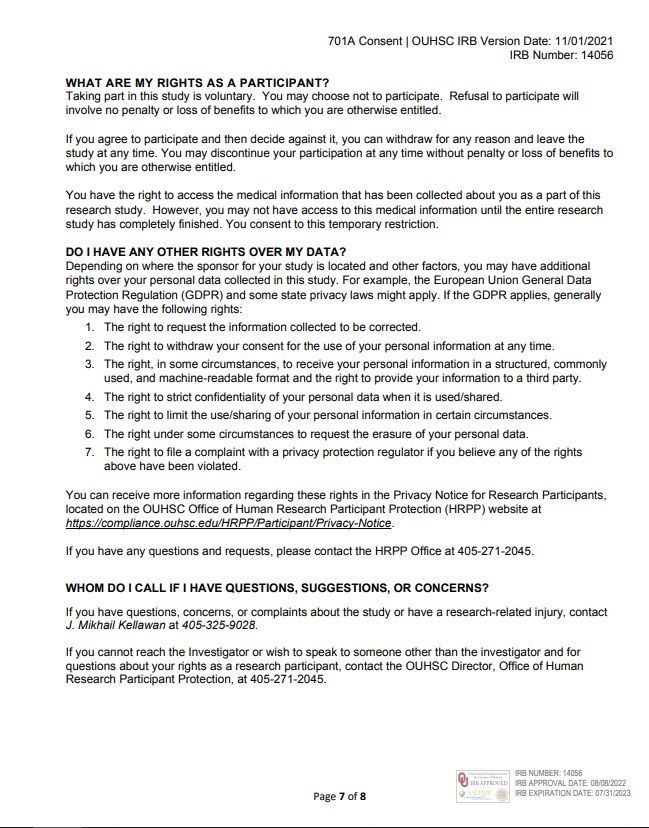 701A Consent | OUHSC IRB Version Date: 11/01/2021
IRB Number: 14056
WHAT ARE MY RIGHTS AS A PARTICIPANT?
Taking part in this study is voluntary.  You may choose not to participate.  Refusal to participate will
involve no penalty or loss of benefits to which you are otherwise entitled.
If you agree to participate and then decide against it, you can withdraw for any reason and leave the
study at any time. You may discontinue your participation at any time without penalty or loss of benefits to
which you are otherwise entitled.
You have the right to access the medical information that has been collected about you as a part of this
research study.  However, you may not have access to this medical information until the entire research
study has completely finished. You consent to this temporary restriction.
DO I HAVE ANY OTHER RIGHTS OVER MY DATA?
Depending on where the sponsor for your study is located and other factors, you may have additional
rights over your personal data collected in this study. For example, the European Union General Data
Protection Regulation (GDPR) and some state privacy laws might apply. If the GDPR applies, generally
you may have the following rights:
1. The right to request the information collected to be corrected.
2. The right to withdraw your consent for the use of your personal information at any time.
3. The right, in some circumstances, to receive your personal information in a structured, commonly
used, and machine-readable format and the right to provide your information to a third party.
4. The right to strict confidentiality of your personal data when it is used/shared.
5. The right to limit the use/sharing of your personal information in certain circumstances.
6. The right under some circumstances to request the erasure of your personal data.
7. The right to file a complaint with a privacy protection regulator if you believe any of the rights
above have been violated.
You can receive more information regarding these rights in the Privacy Notice for Research Participants,
located on the OUHSC Office of Human Research Participant Protection (HRPP) website at
https://compliance.ouhsc.edu/HRPP/Participant/Privacy-Notice.
If you have any questions and requests, please contact the HRPP Office at 405-271-2045.
WHOM DO I CALL IF I HAVE QUESTIONS, SUGGESTIONS, OR CONCERNS?
If you have questions, concerns, or complaints about the study or have a research-related injury, contact
J. Mikhail Kellawan at 405-325-9028.
If you cannot reach the Investigator or wish to speak to someone other than the investigator and for
questions about your rights as a research participant, contact the OUHSC Director, Office of Human
Research Participant Protection, at 405-271-2045.
IRB APPROVED
IRB NUMBER: 14056
IRB APPROVAL DATE: 08/08/2022
IRB EXPIRATION DATE: 07/31/2023
Page 7 of 8